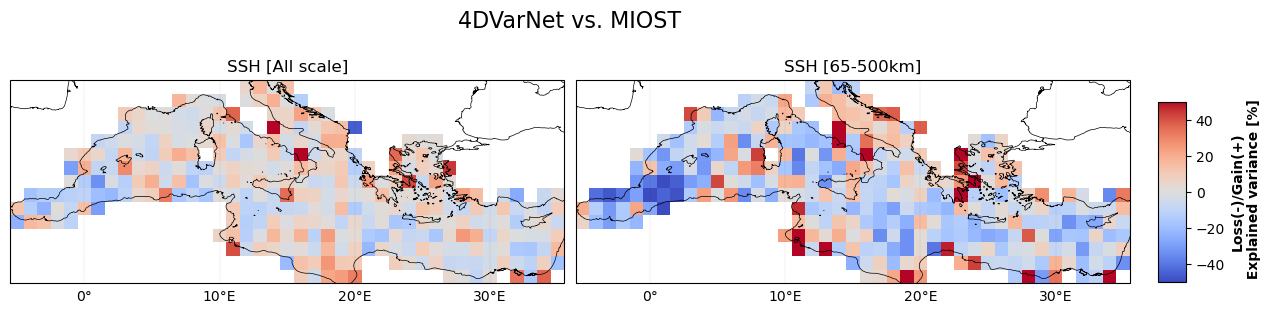 4DVarNet vs. MIOST
SSH [All scale]
SSH [65-500km]
0°
10°E
20°E
30°E
0°
10°E
20°E
30°E
40
20
0
−20
−40
Loss(-)/Gain(+)
Explained variance [%]